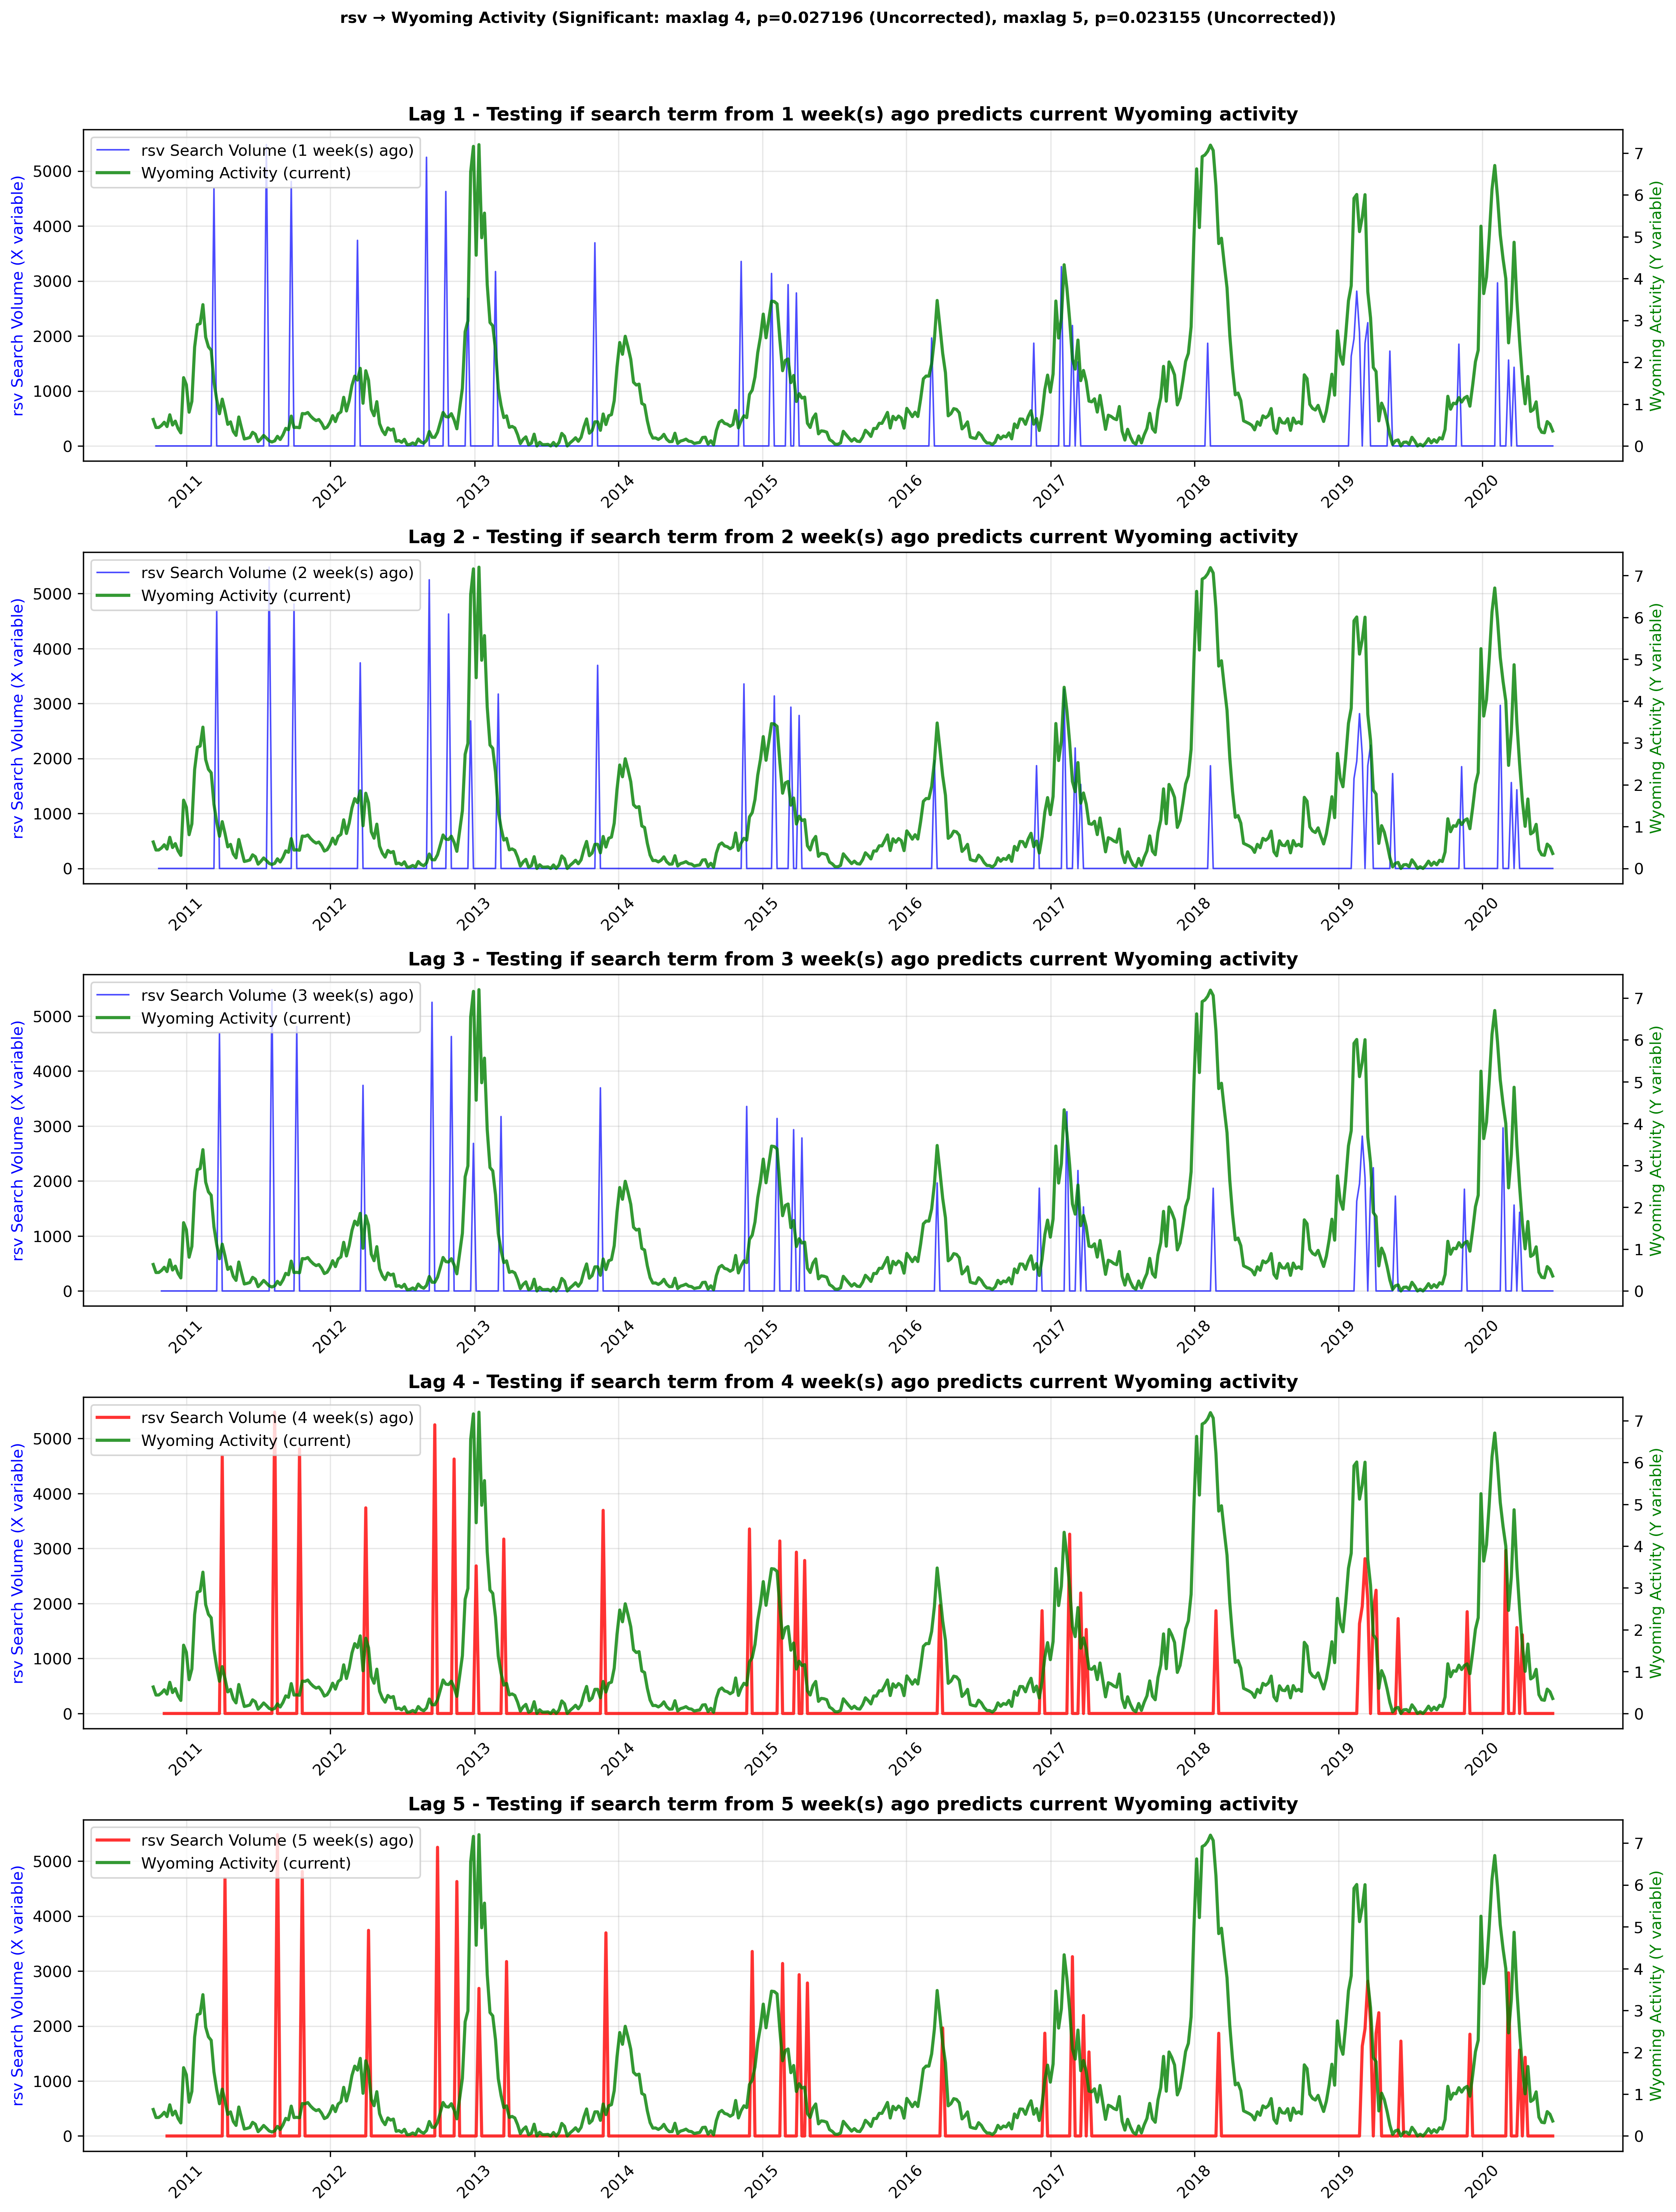 rsv → Wyoming Activity (Significant: maxlag 4, p=0.027196 (Uncorrected), maxlag 5, p=0.023155 (Uncorrected))
Lag 1 - Testing if search term from 1 week(s) ago predicts current Wyoming activity
rsv Search Volume (1 week(s) ago)
Wyoming Activity (current)
rsv Search Volume (X variable)
5000
4000
3000
2000
1000
0
7
6
5
4
3
2
1
0
Wyoming Activity (Y variable)
2011 2012 2013 2014 2015 2016 2017 2018 2019 2020
Lag 2 - Testing if search term from 2 week(s) ago predicts current Wyoming activity
rsv Search Volume (2 week(s) ago)
Wyoming Activity (current)
rsv Search Volume (X variable)
5000
4000
3000
2000
1000
0
7
6
5
4
3
2
1
0
Wyoming Activity (Y variable)
2011 2012 2013 2014 2015 2016 2017 2018 2019 2020
Lag 3 - Testing if search term from 3 week(s) ago predicts current Wyoming activity
rsv Search Volume (3 week(s) ago)
Wyoming Activity (current)
rsv Search Volume (X variable)
5000
4000
3000
2000
1000
0
7
6
5
4
3
2
1
0
Wyoming Activity (Y variable)
2011 2012 2013 2014 2015 2016 2017 2018 2019 2020
Lag 4 - Testing if search term from 4 week(s) ago predicts current Wyoming activity
rsv Search Volume (4 week(s) ago)
Wyoming Activity (current)
rsv Search Volume (X variable)
5000
4000
3000
2000
1000
0
7
6
5
4
3
2
1
0
Wyoming Activity (Y variable)
2011 2012 2013 2014 2015 2016 2017 2018 2019 2020
Lag 5 - Testing if search term from 5 week(s) ago predicts current Wyoming activity
rsv Search Volume (5 week(s) ago)
Wyoming Activity (current)
rsv Search Volume (X variable)
5000
4000
3000
2000
1000
0
7
6
5
4
3
2
1
0
Wyoming Activity (Y variable)
2011 2012 2013 2014 2015 2016 2017 2018 2019 2020